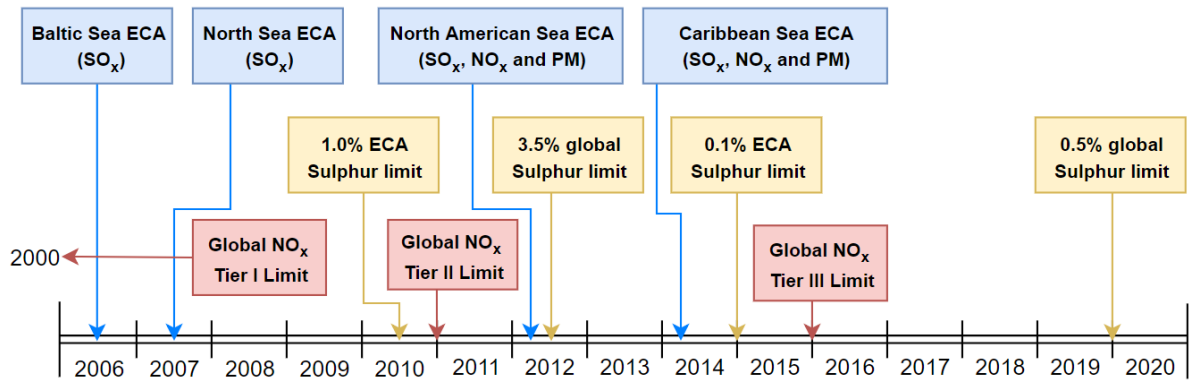 Baltic Sea ECA
(SOx)
North Sea ECA
(SOx)
North American Sea ECA
(SOx, NOx and PM)
Caribbean Sea ECA
(SOx, NOx and PM)
1.0% ECA
Sulphur limit
3.5% global
Sulphur limit
0.1% ECA
Sulphur limit
0.5% global
Sulphur limit
2000
Global NOx
Tier I Limit
Global NOx
Tier II Limit
Global NOx
Tier III Limit
2006 2007 2008 2009 2010 2011 2012 2013 2014 2015 2016 2017 2018 2019 2020